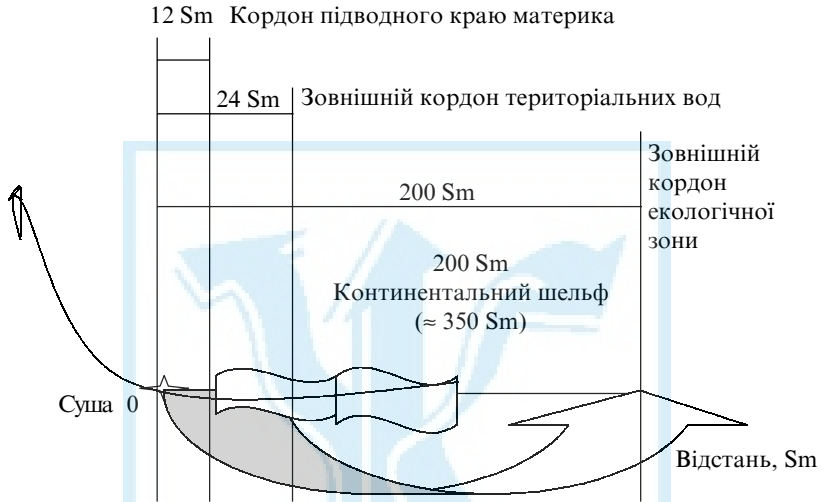 12 Sm Кордон підводного краю материка
24 Sm Зовнішній кордон територіальних вод
Зовнішній
кордон
екологічної
зони
200 Sm
200 Sm
Континентальний шельф
(≈ 350 Sm)
Суша 0
Відстань, Sm